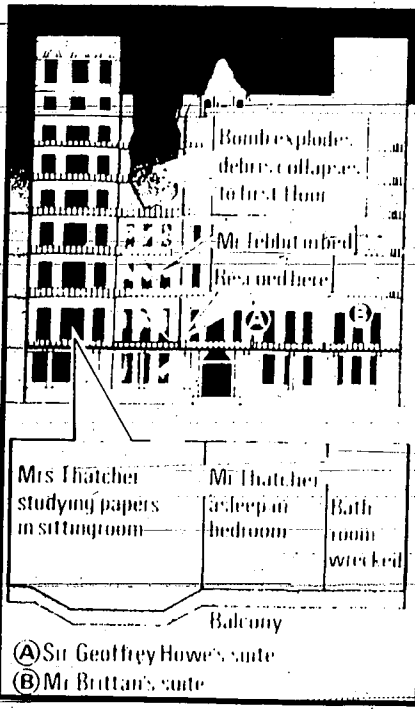 Bomb explodes,
debris collapses
to first floor
Mr Tebbit in bed
Rescued here
A
B
Mrs Thatcher
studying papers
in sittingroom
Mr Thatcher
asleep in
bedroom
Bath
room
wrecked
Balcony
A Sir Geoffrey Howe's suite
B Mr Brittan's suite